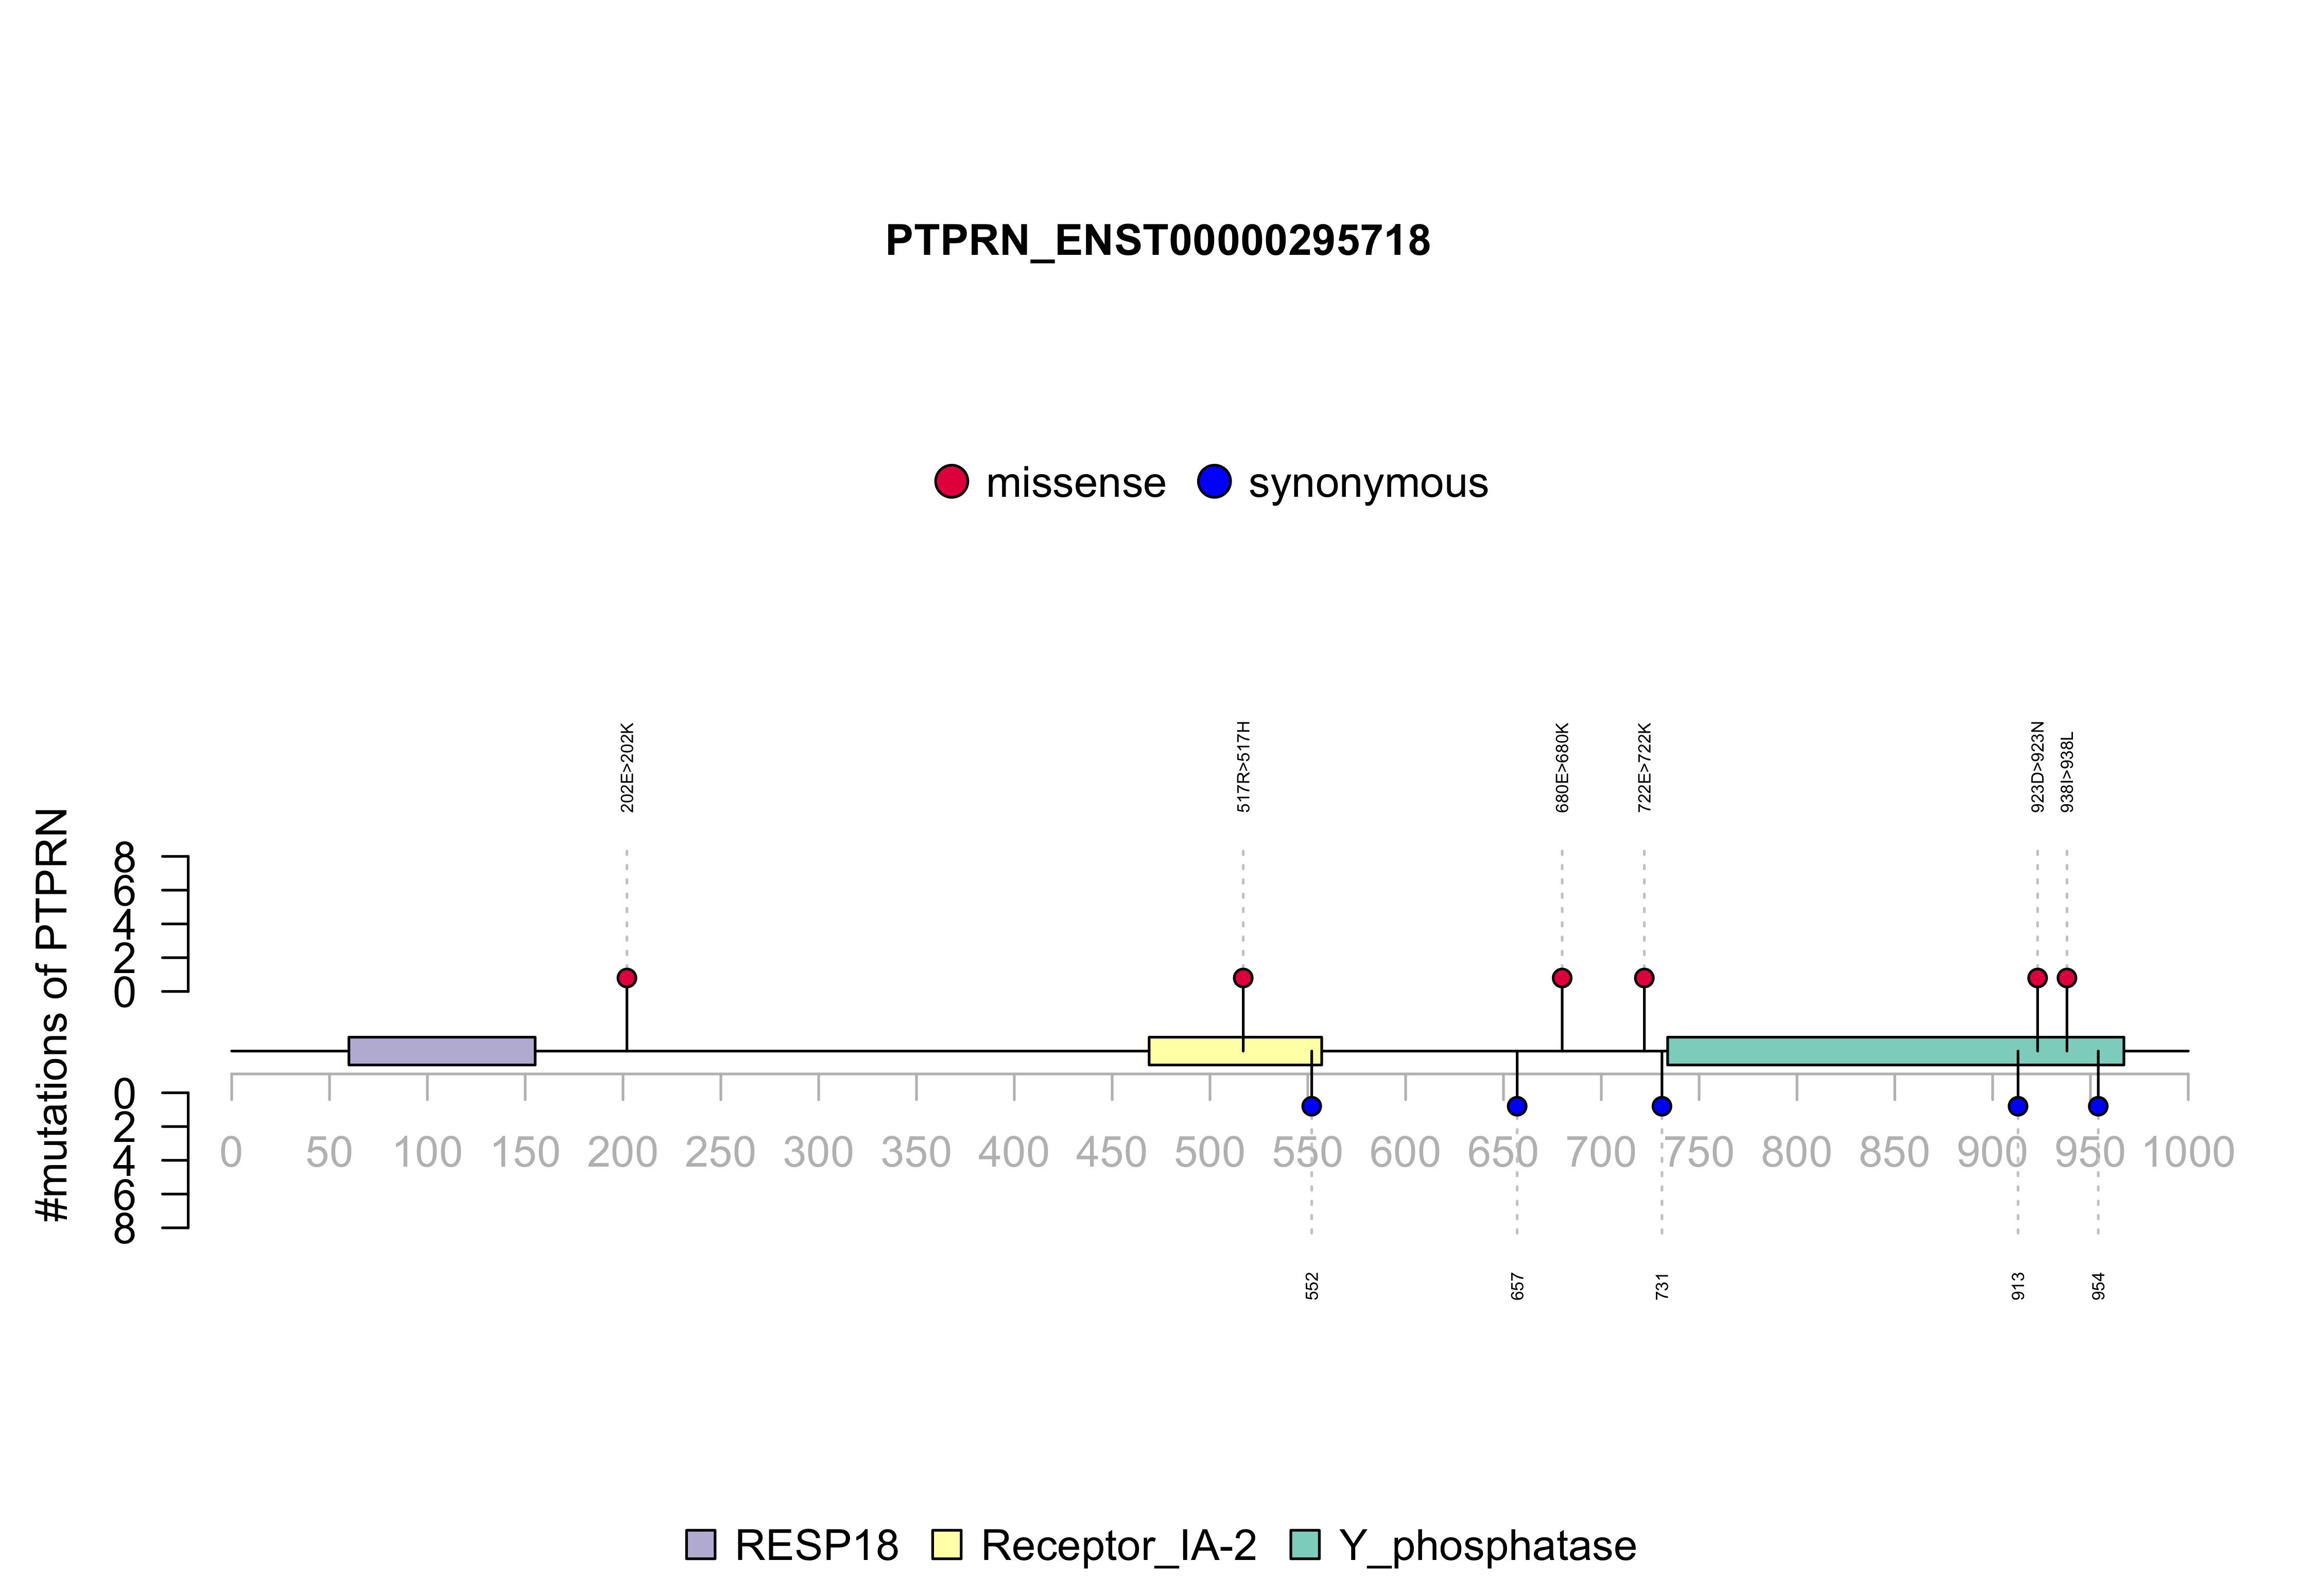 PTPRN_ENST00000295718
missense synonymous
202E>202K 517R>517H 680E>680K 722E>722K 923D>923N 938I>938L
#mutations of PTPRN
8
6
4
2
0
0
2
4
6
8
0 50 100 150 200 250 300 350 400 450 500 550 600 650 700 750 800 850 900 950 1000
552 657 731 913 954
RESP18 Receptor_IA-2 Y_phosphatase